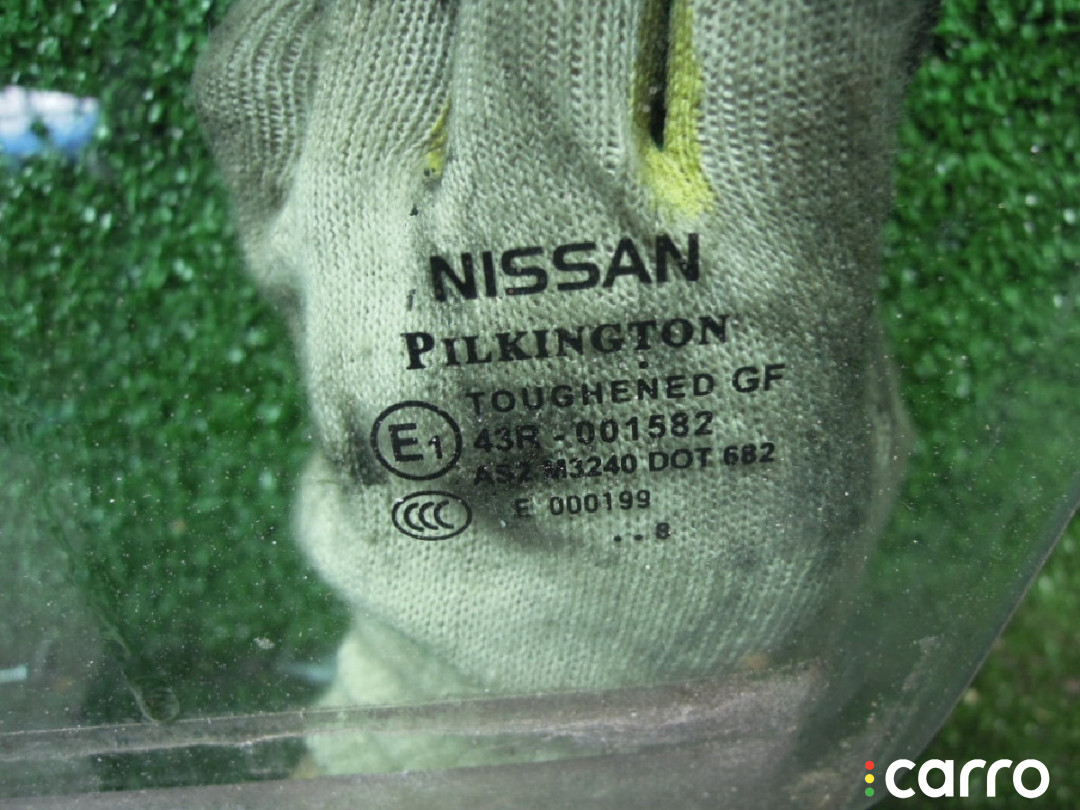 NISSAN
PILKINGTON
TOUGHENED GF
E1 43R - 001582
AS2 M3240 DOT 682
CCC E 000199
. . 8
carro